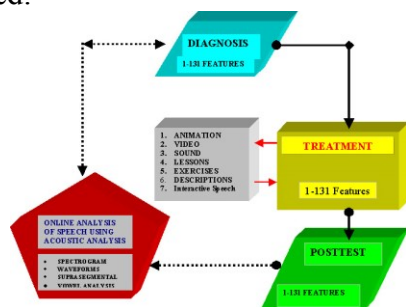 ed.
DIAGNOSIS
1-131 FEATURES
1. ANIMATION
2. VIDEO
3. SOUND
4. LESSONS
5. EXERCISES
6. DESCRIPTIONS
7. Interactive Speech
TREATMENT
1-131 Features
ONLINE ANALYSIS
OF SPEECH USING
ACOUSTIC ANALYSIS
• SPECTROGRAM
• WAVEFORMS
• SUPRASEGMENTAL
• VOWEL ANALYSIS
POSTTEST
1-131 FEATURES